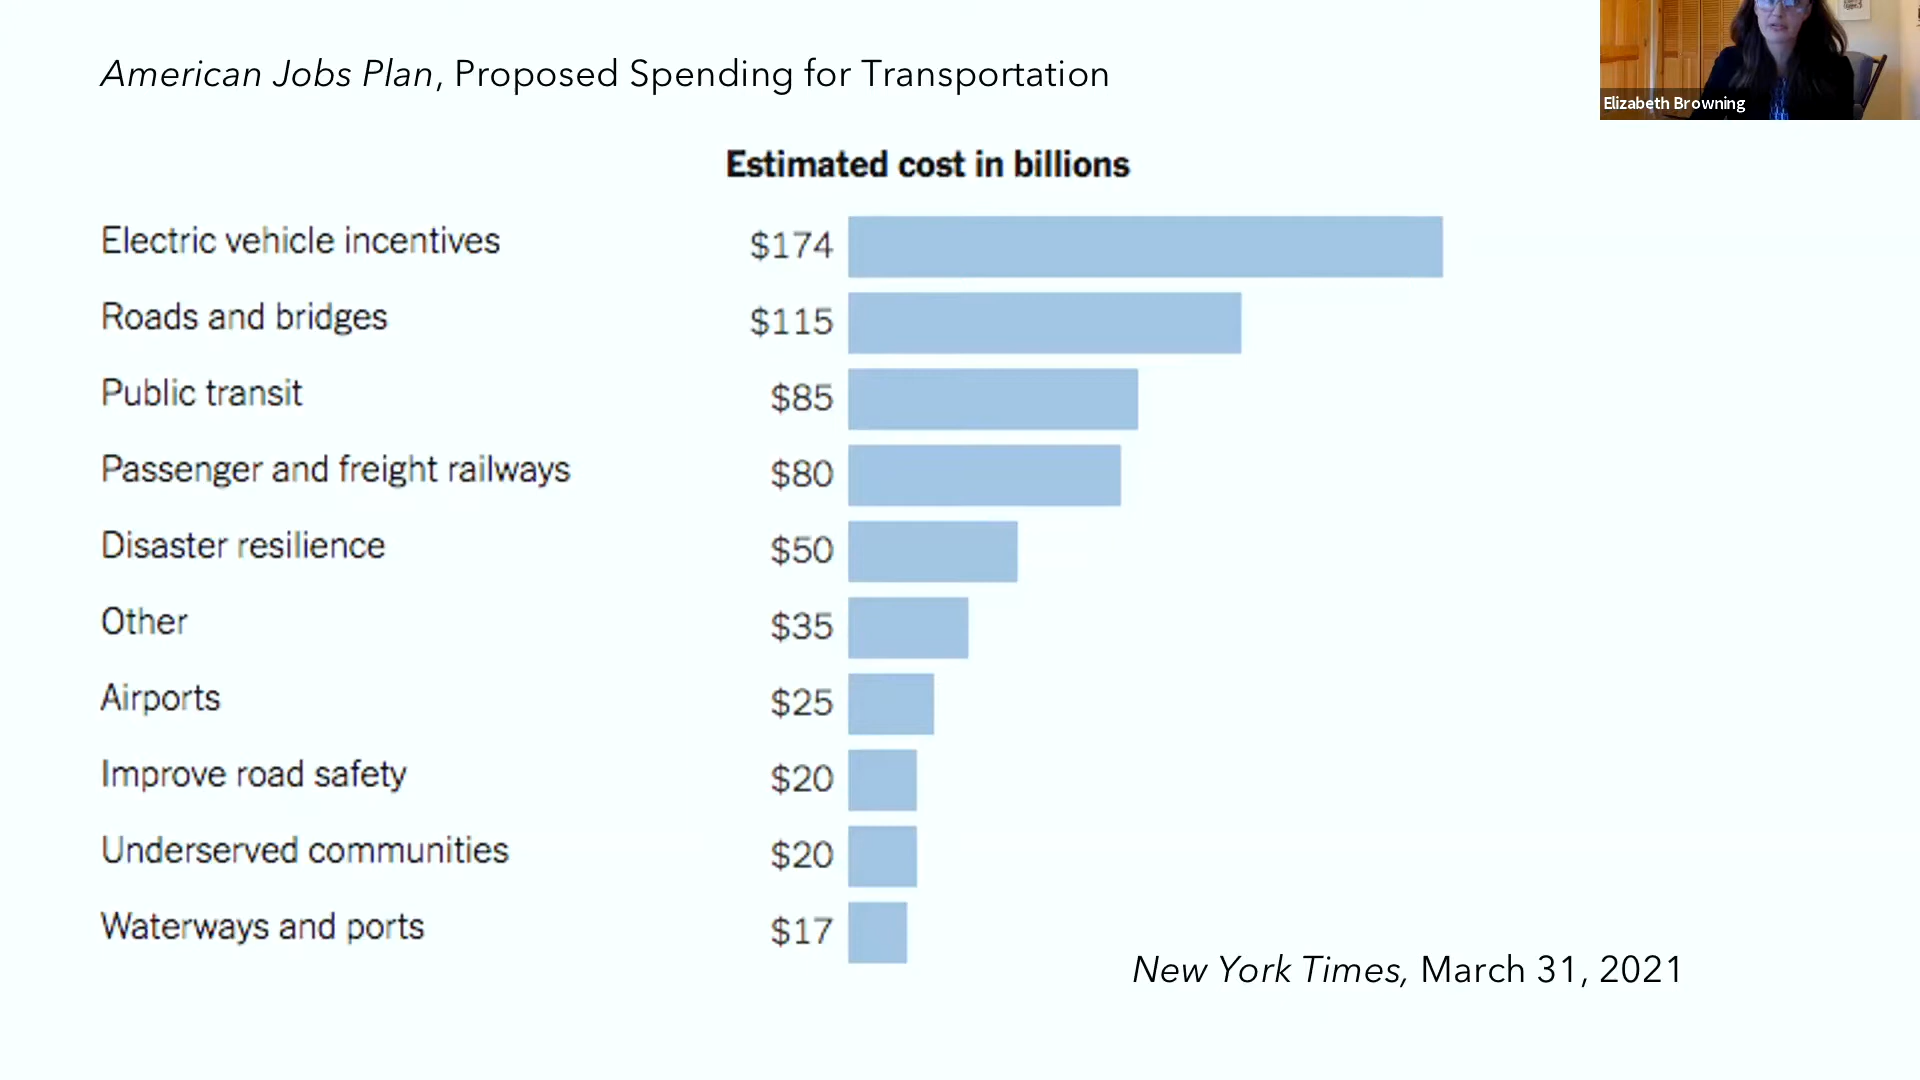 American Jobs Plan, Proposed Spending for Transportation
Elizabeth Browning
Estimated cost in billions
Electric vehicle incentives $174
Roads and bridges $115
Public transit $85
Passenger and freight railways $80
Disaster resilience $50
Other $35
Airports $25
Improve road safety $20
Underserved communities $20
Waterways and ports $17
New York Times, March 31, 2021